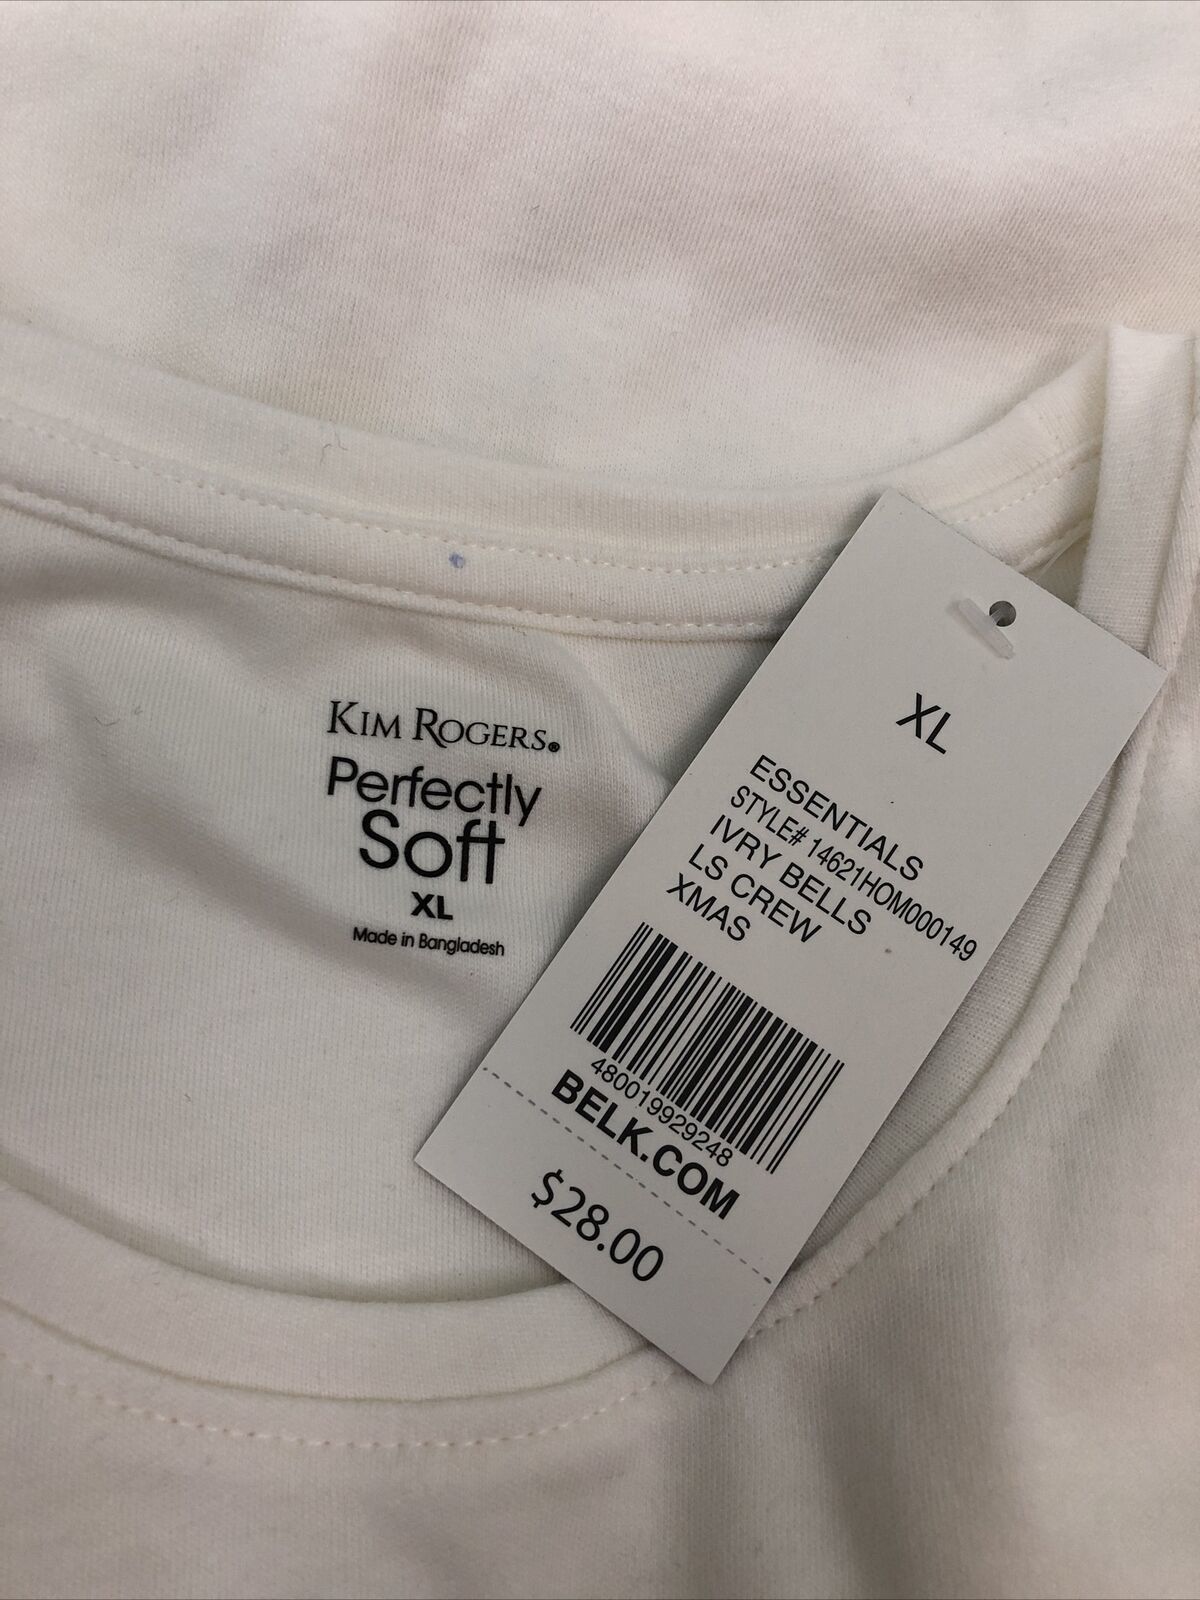 KIM ROGERS®
Perfectly
Soft
XL
Made in Bangladesh
XL
ESSENTIALS
STYLE# 14621HOM000149
IVRY BELLS
LS CREW
XMAS
480019929248
BELK.COM
$28.00